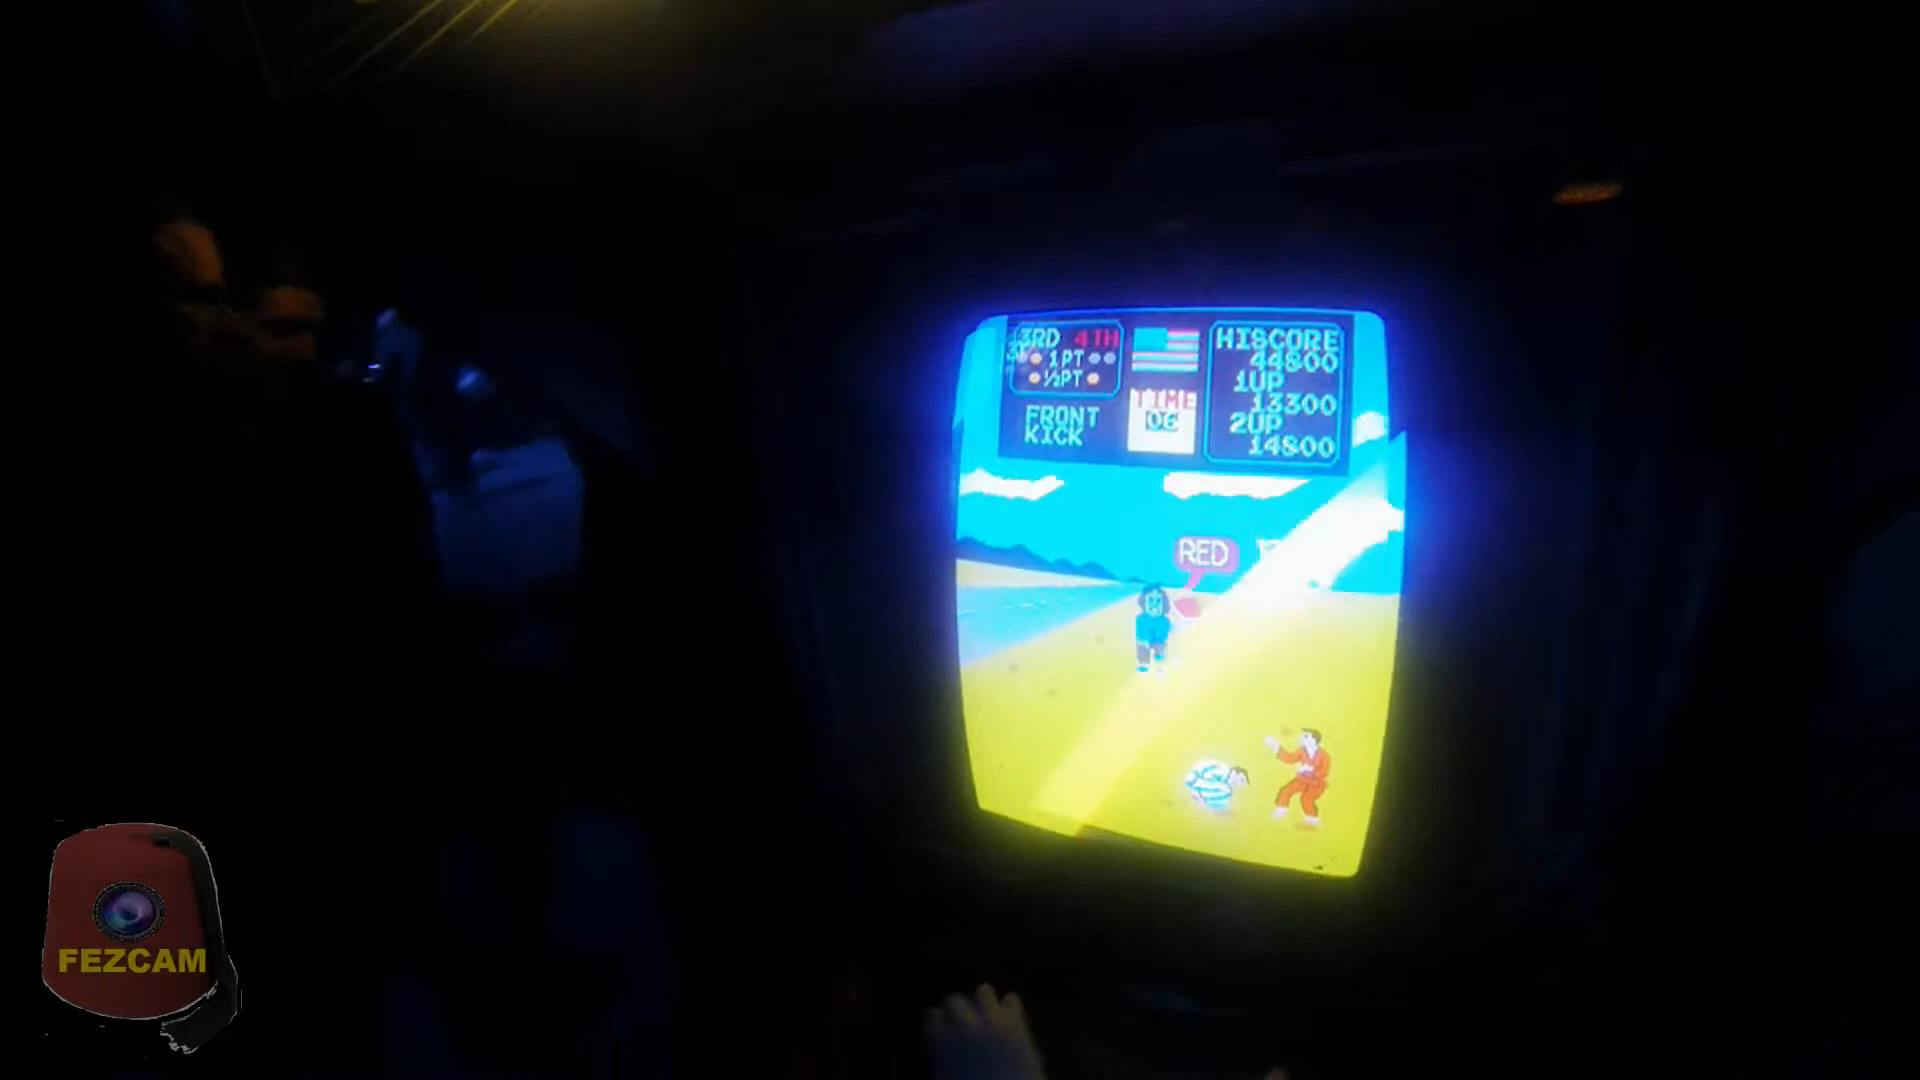 3RD 4TH
1PT
½PT
FRONT
KICK
TIME
06
HISCORE
44800
1UP
13300
2UP
14800
RED
FEZCAM